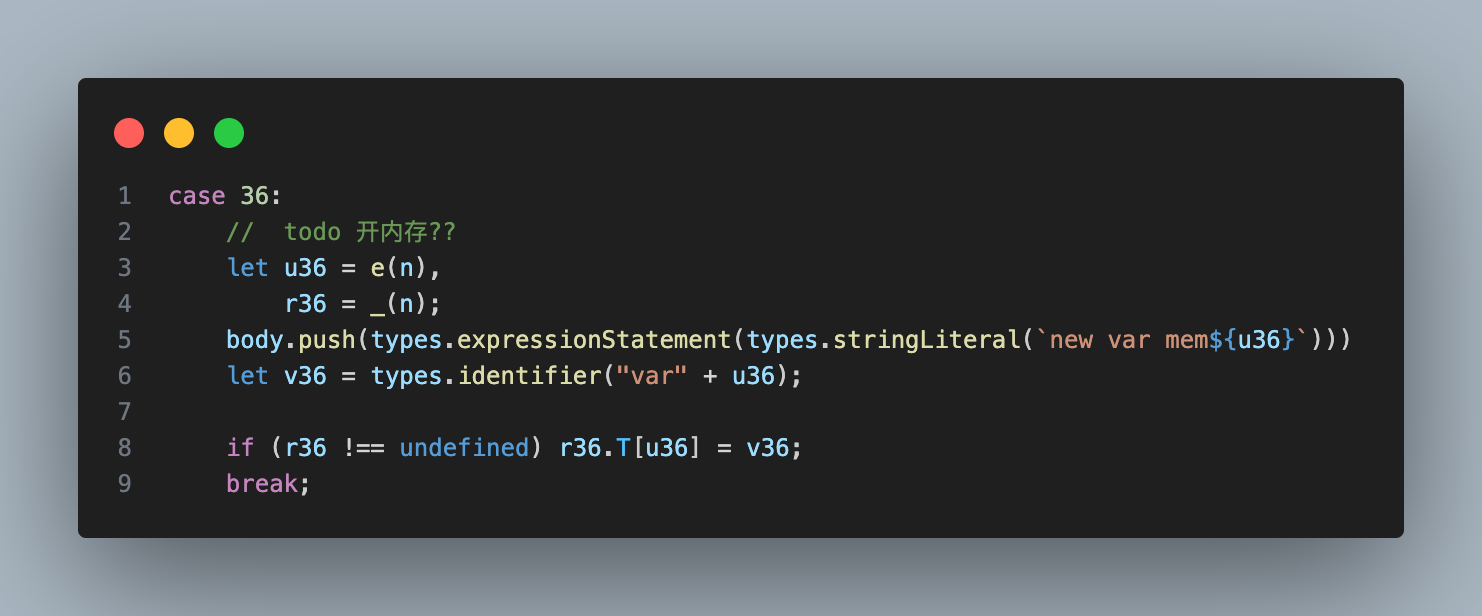 1 case 36:
2 //  todo 开内存??
3 let u36 = e(n),
4 r36 = _(n);
5 body.push(types.expressionStatement(types.stringLiteral(`new var mem${u36}`)))
6 let v36 = types.identifier("var" + u36);
7
8 if (r36 !== undefined) r36.T[u36] = v36;
9 break;